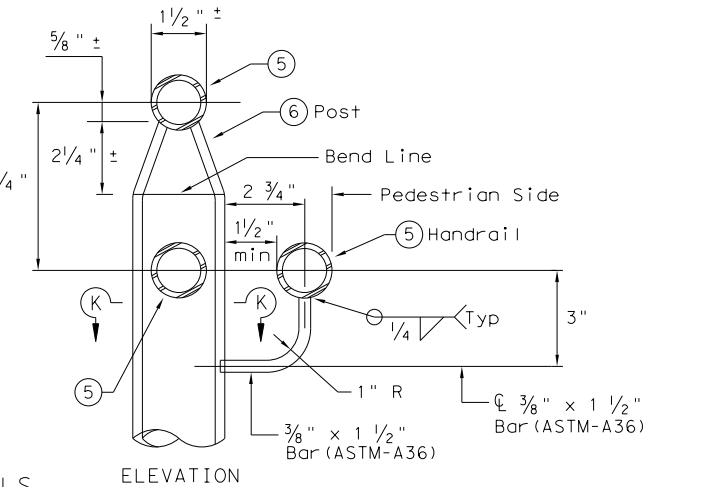 1 1/2" ±
5/8" ±
5
6 Post
2 1/4" ±
Bend Line
/4"
2 3/4"
Pedestrian Side
1 1/2"
min
5 Handrail
K
K
1/4
Typ
3"
5
1" R
℄ 3/8" x 1 1/2"
Bar(ASTM-A36)
3/8" x 1 1/2"
Bar(ASTM-A36)
ELEVATION
LS